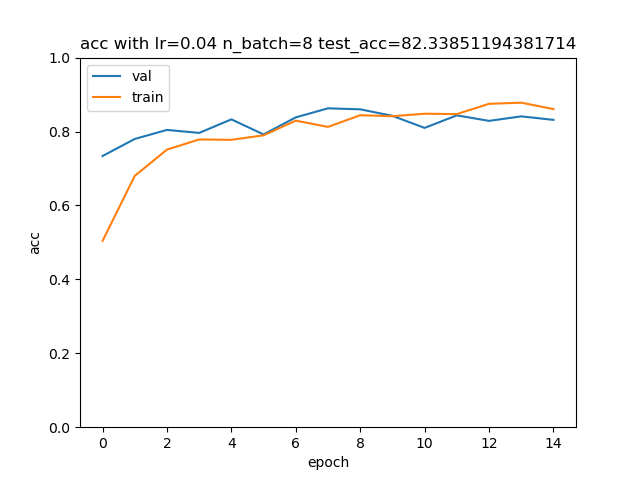 acc with lr=0.04 n_batch=8 test_acc=82.33851194381714
val
train
1.0
0.8
0.6
0.4
0.2
0.0
acc
0 2 4 6 8 10 12 14
epoch